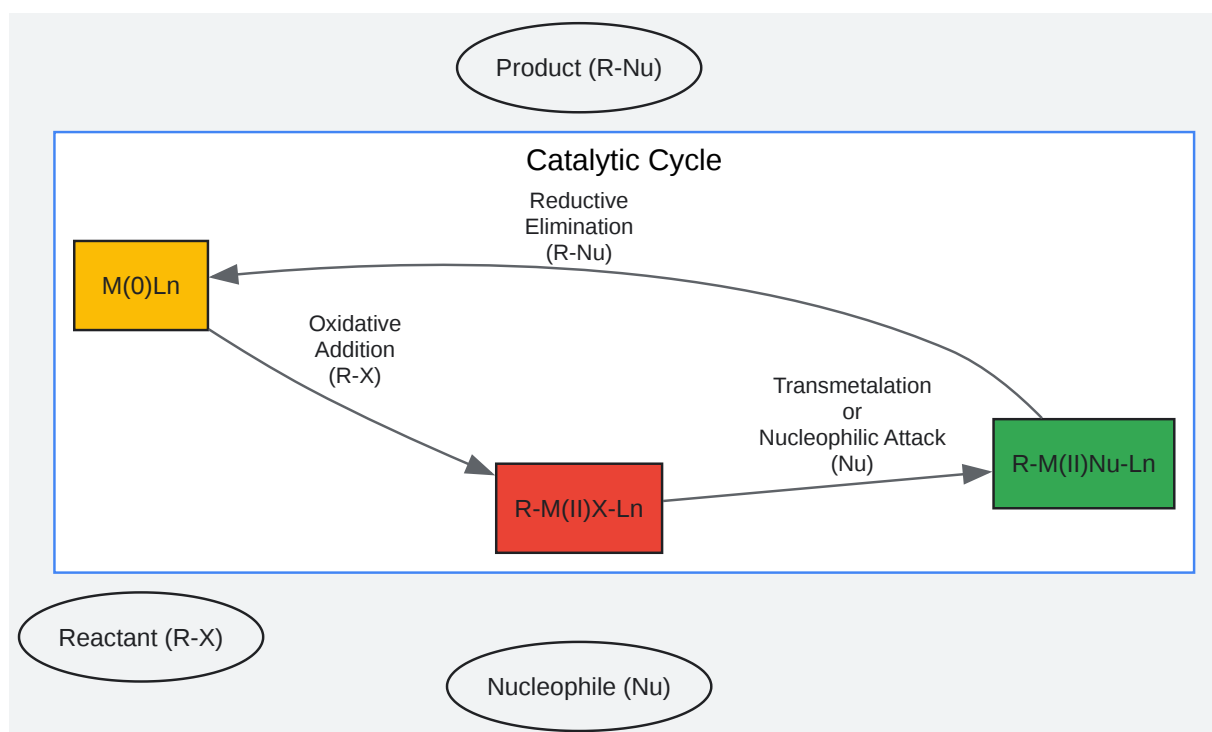 Product (R-Nu)
Catalytic Cycle
Reductive
Elimination
(R-Nu)
M(0)Ln
Oxidative
Addition
(R-X)
Transmetalation
or
Nucleophilic Attack
(Nu)
R-M(II)Nu-Ln
R-M(II)X-Ln
Reactant (R-X)
Nucleophile (Nu)